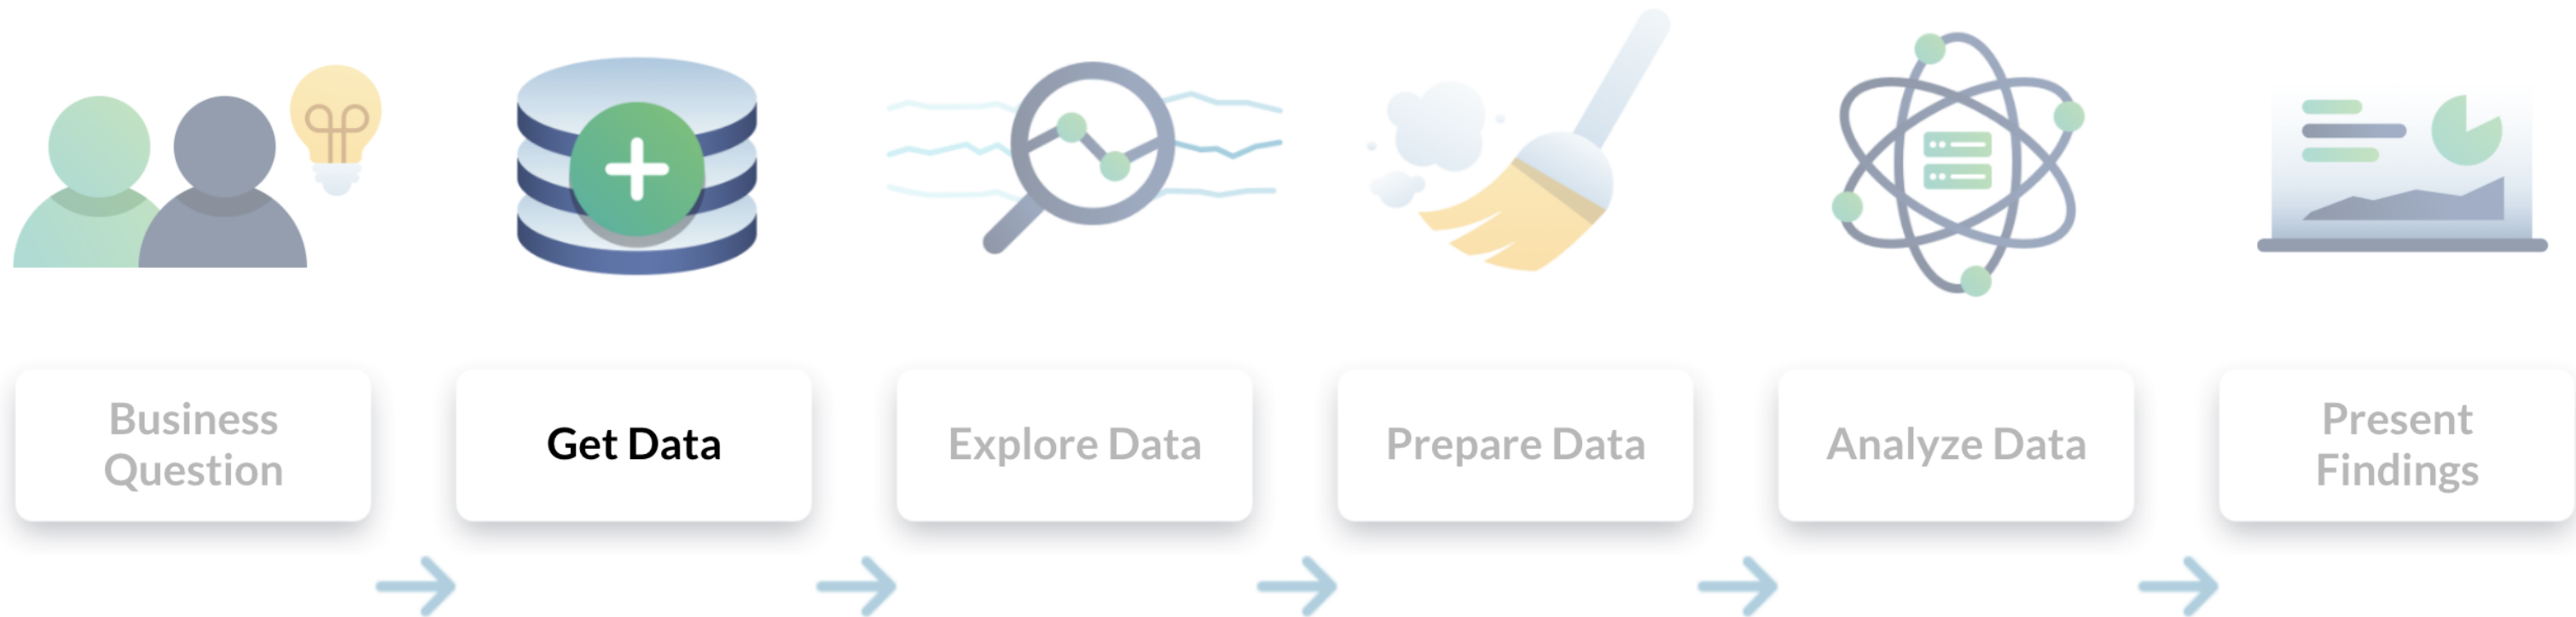 Business
Question
Get Data
Explore Data
Prepare Data
Analyze Data
Present
Findings